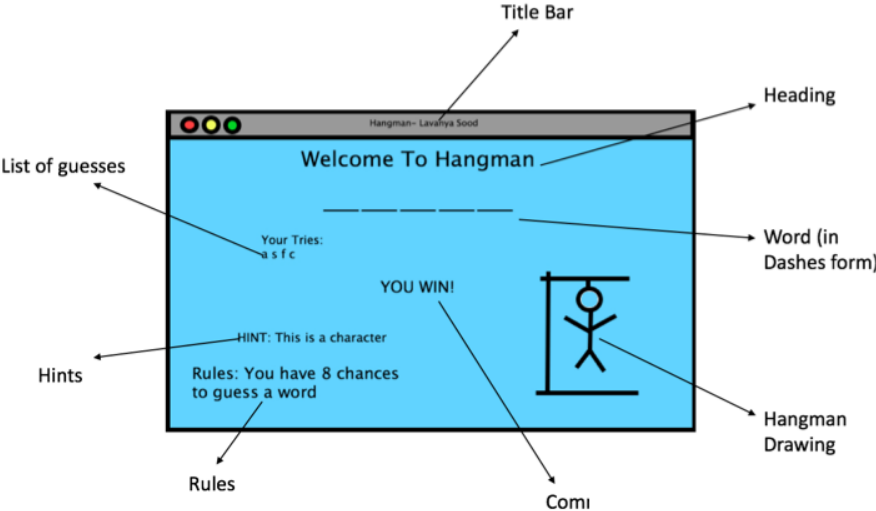 Title Bar
Heading
Hangman- Lavanya Sood
Welcome To Hangman
List of guesses
Your Tries:
a s f c
Word (in
Dashes form)
YOU WIN!
HINT: This is a character
Hints
Rules: You have 8 chances
to guess a word
Hangman
Drawing
Rules